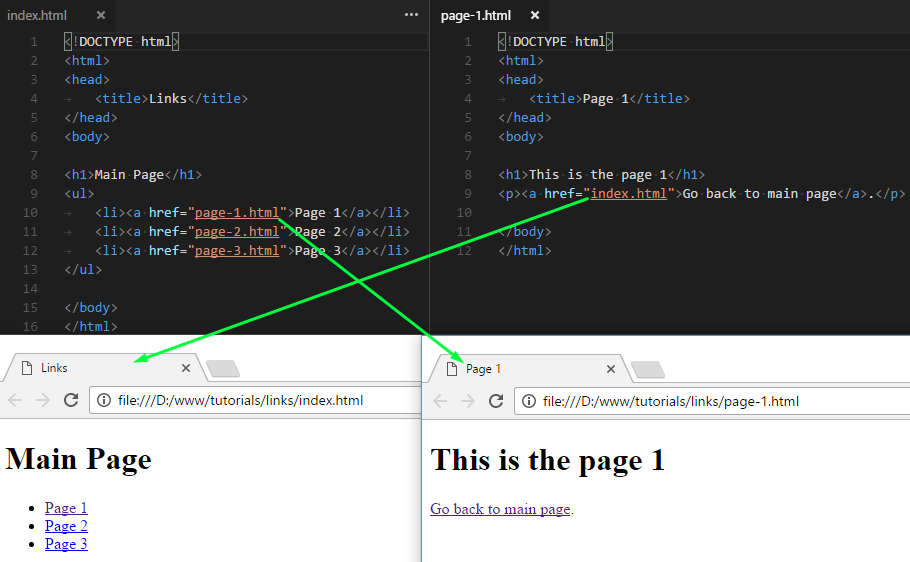 index.html
1 <!DOCTYPE html>
2 <html>
3 <head>
4 <title>Links</title>
5 </head>
6 <body>
7
8 <h1>Main Page</h1>
9 <ul>
10 <li><a href="page-1.html">Page 1</a></li>
11 <li><a href="page-2.html">Page 2</a></li>
12 <li><a href="page-3.html">Page 3</a></li>
13 </ul>
14
15 </body>
16 </html>
page-1.html
1 <!DOCTYPE html>
2 <html>
3 <head>
4 <title>Page 1</title>
5 </head>
6 <body>
7
8 <h1>This is the page 1</h1>
9 <p><a href="index.html">Go back to main page</a>.</p>
10
11 </body>
12 </html>
Links
file:///D:/www/tutorials/links/index.html
Main Page
Page 1
Page 2
Page 3
Page 1
file:///D:/www/tutorials/links/page-1.html
This is the page 1
Go back to main page.